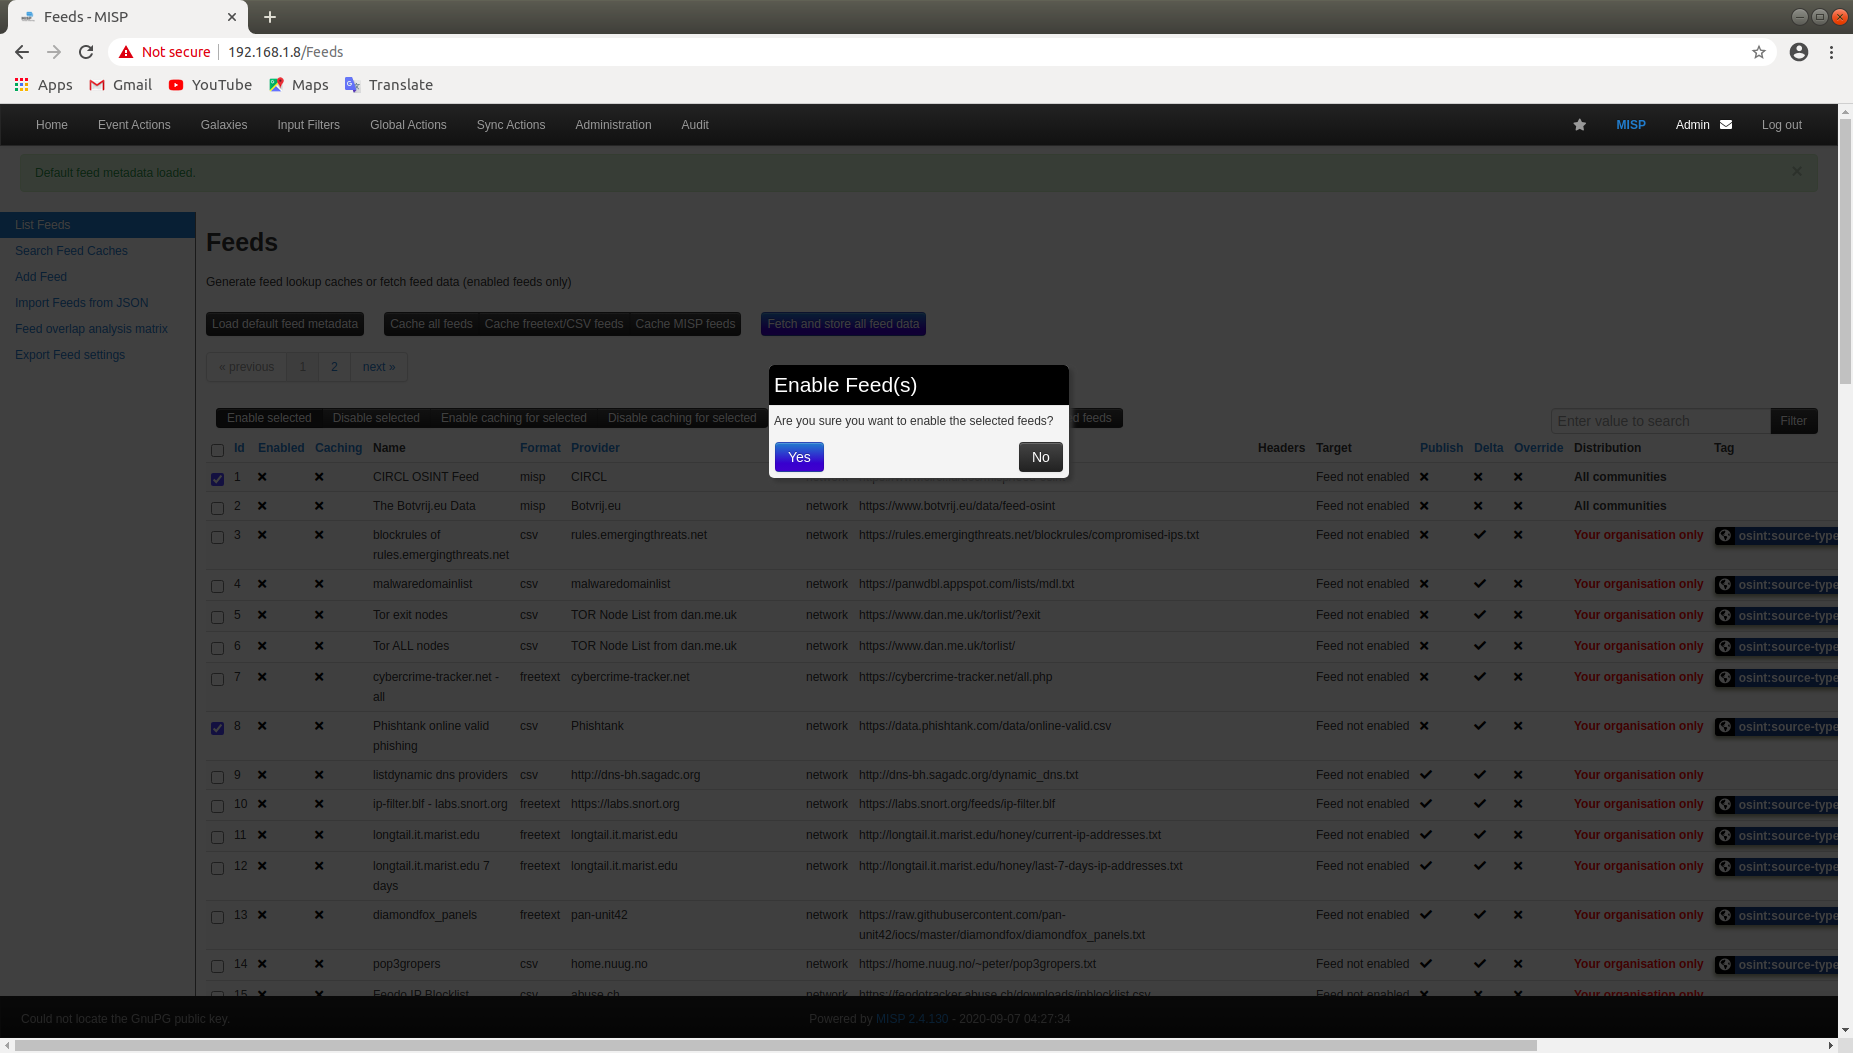 Feeds - MISP
Not secure 192.168.1.8/Feeds
Apps Gmail YouTube Maps Translate
Home Event Actions Galaxies Input Filters Global Actions Sync Actions Administration Audit MISP Admin Log out
Default feed metadata loaded.
List Feeds
Search Feed Caches
Add Feed
Import Feeds from JSON
Feed overlap analysis matrix
Export Feed settings
Feeds
Generate feed lookup caches or fetch feed data (enabled feeds only)
Load default feed metadata Cache all feeds Cache freetext/CSV feeds Cache MISP feeds Fetch and store all feed data
« previous 1 2 next »
Enable Feed(s)
Are you sure you want to enable the selected feeds?
Yes No
Enable selected Disable selected Enable caching for selected Disable caching for selected d feeds Enter value to search Filter
Id Enabled Caching Name Format Provider Headers Target Publish Delta Override Distribution Tag
1 CIRCL OSINT Feed misp CIRCL Feed not enabled All communities
2 The Botvrij.eu Data misp Botvrij.eu network https://www.botvrij.eu/data/feed-osint Feed not enabled All communities
3 blockrules of csv rules.emergingthreats.net network https://rules.emergingthreats.net/blockrules/compromised-ips.txt Feed not enabled Your organisation only osint:source-type
rules.emergingthreats.net
4 malwaredomainlist csv malwaredomainlist network https://panwdbl.appspot.com/lists/mdl.txt Feed not enabled Your organisation only osint:source-type
5 Tor exit nodes csv TOR Node List from dan.me.uk network https://www.dan.me.uk/torlist/?exit Feed not enabled Your organisation only osint:source-type
6 Tor ALL nodes csv TOR Node List from dan.me.uk network https://www.dan.me.uk/torlist/ Feed not enabled Your organisation only osint:source-type
7 cybercrime-tracker.net - freetext cybercrime-tracker.net network https://cybercrime-tracker.net/all.php Feed not enabled Your organisation only osint:source-type
all
8 Phishtank online valid csv Phishtank network https://data.phishtank.com/data/online-valid.csv Feed not enabled Your organisation only osint:source-type
phishing
9 listdynamic dns providers csv http://dns-bh.sagadc.org network http://dns-bh.sagadc.org/dynamic_dns.txt Feed not enabled Your organisation only
10 ip-filter.blf - labs.snort.org freetext https://labs.snort.org network https://labs.snort.org/feeds/ip-filter.blf Feed not enabled Your organisation only osint:source-type
11 longtail.it.marist.edu freetext longtail.it.marist.edu network http://longtail.it.marist.edu/honey/current-ip-addresses.txt Feed not enabled Your organisation only osint:source-type
12 longtail.it.marist.edu 7 freetext longtail.it.marist.edu network http://longtail.it.marist.edu/honey/last-7-days-ip-addresses.txt Feed not enabled Your organisation only osint:source-type
days
13 diamondfox_panels freetext pan-unit42 network https://raw.githubusercontent.com/pan- Feed not enabled Your organisation only osint:source-type
unit42/iocs/master/diamondfox/diamondfox_panels.txt
14 pop3gropers csv home.nuug.no network https://home.nuug.no/~peter/pop3gropers.txt Feed not enabled Your organisation only osint:source-type
15 Feodo IP Blocklist csv abuse.ch network https://feodotracker.abuse.ch/downloads/ipblocklist.csv Feed not enabled Your organisation only
Could not locate the GnuPG public key. Powered by MISP 2.4.130 - 2020-09-07 04:27:34